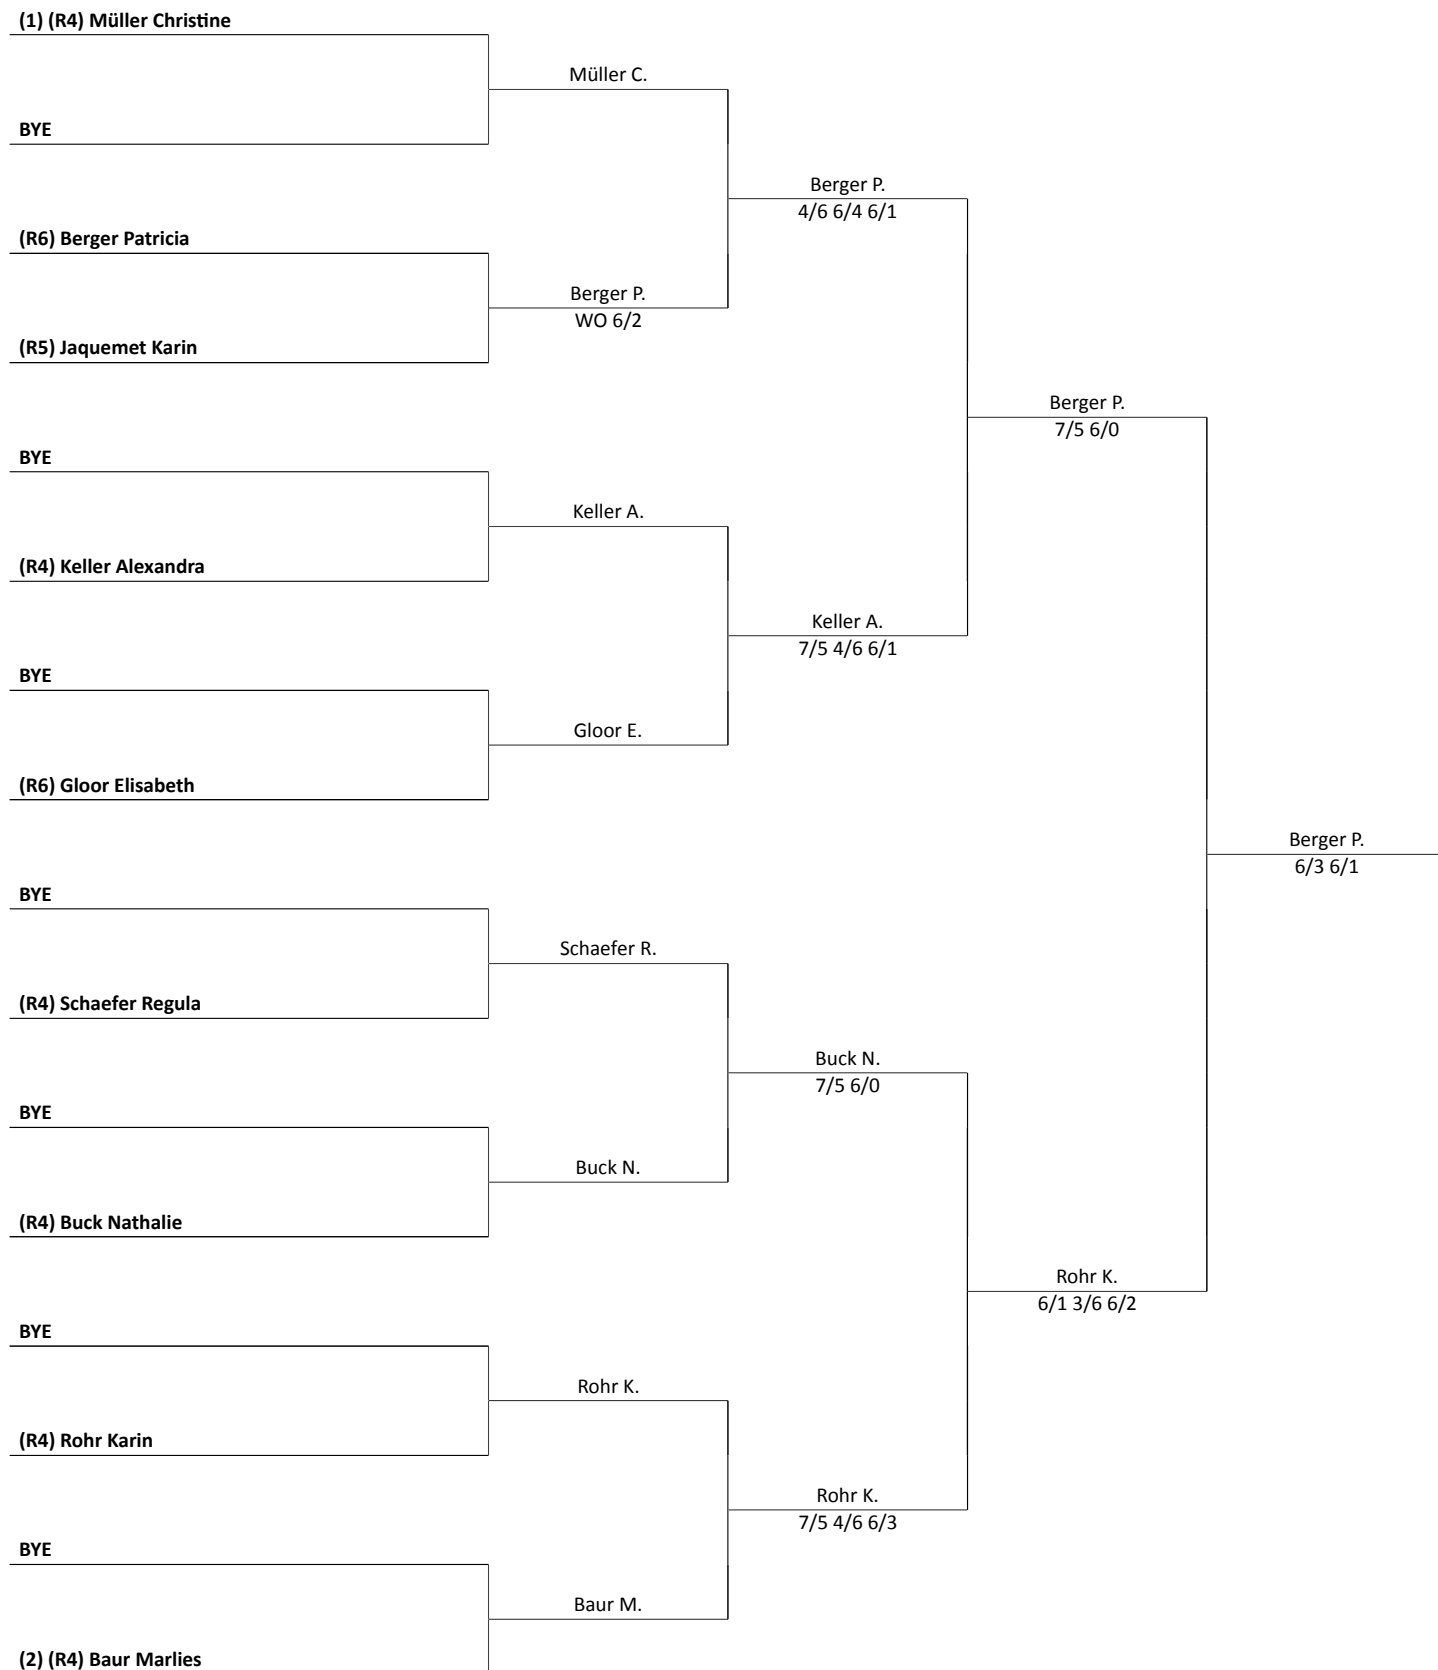 (1) (R4) Müller Christine
Müller C.
BYE
Berger P.
4/6 6/4 6/1
(R6) Berger Patricia
Berger P.
WO 6/2
(R5) Jaquemet Karin
Berger P.
7/5 6/0
BYE
Keller A.
(R4) Keller Alexandra
Keller A.
7/5 4/6 6/1
BYE
Gloor E.
(R6) Gloor Elisabeth
Berger P.
6/3 6/1
BYE
Schaefer R.
(R4) Schaefer Regula
Buck N.
7/5 6/0
BYE
Buck N.
(R4) Buck Nathalie
Rohr K.
6/1 3/6 6/2
BYE
Rohr K.
(R4) Rohr Karin
Rohr K.
7/5 4/6 6/3
BYE
Baur M.
(2) (R4) Baur Marlies